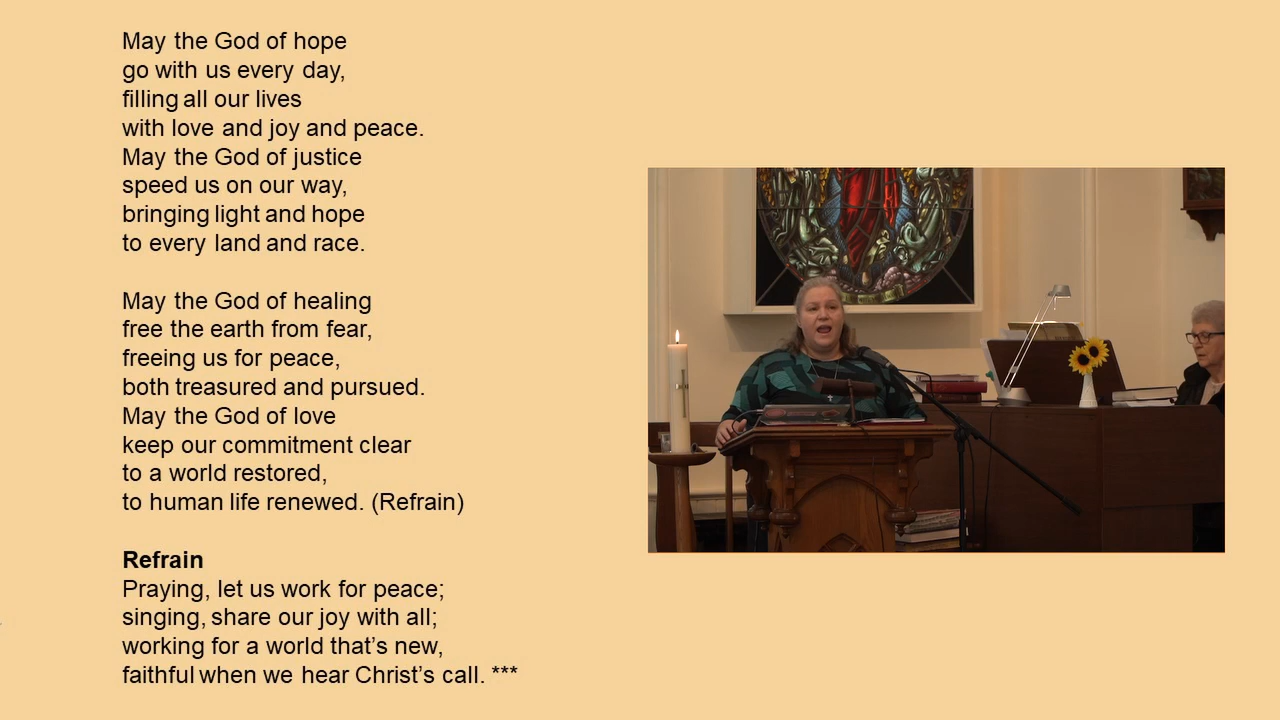 May the God of hope
go with us every day,
filling all our lives
with love and joy and peace.
May the God of justice
speed us on our way,
bringing light and hope
to every land and race.
May the God of healing
free the earth from fear,
freeing us for peace,
both treasured and pursued.
May the God of love
keep our commitment clear
to a world restored,
to human life renewed. (Refrain)
Refrain
Praying, let us work for peace;
singing, share our joy with all;
working for a world that’s new,
faithful when we hear Christ’s call. ***